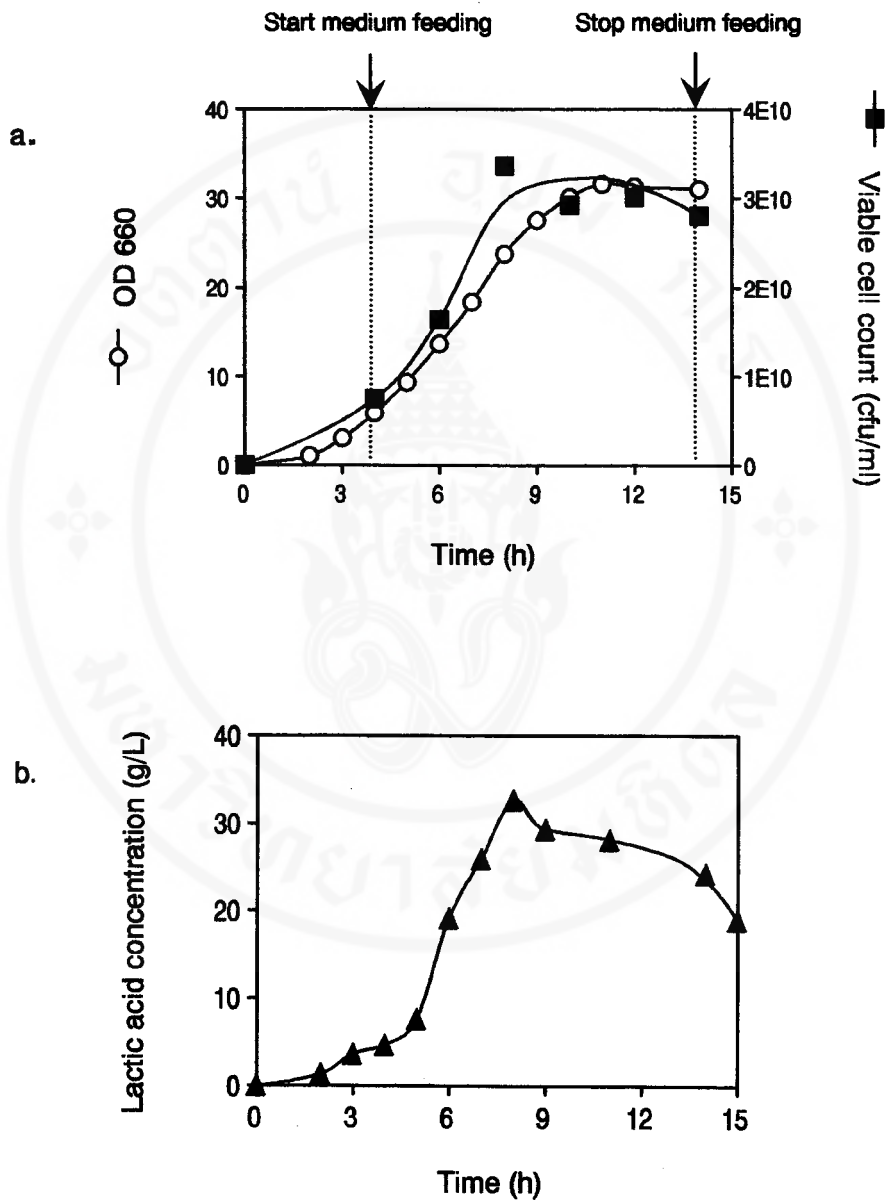 Start medium feeding Stop medium feeding
a.
40
30
20
10
0
4E10
3E10
2E10
1E10
0
0 3 6 9 12 15
OD 660
Viable cell count (cfu/ml)
Time (h)
b.
40
30
20
10
0
0 3 6 9 12 15
Lactic acid concentration (g/L)
Time (h)